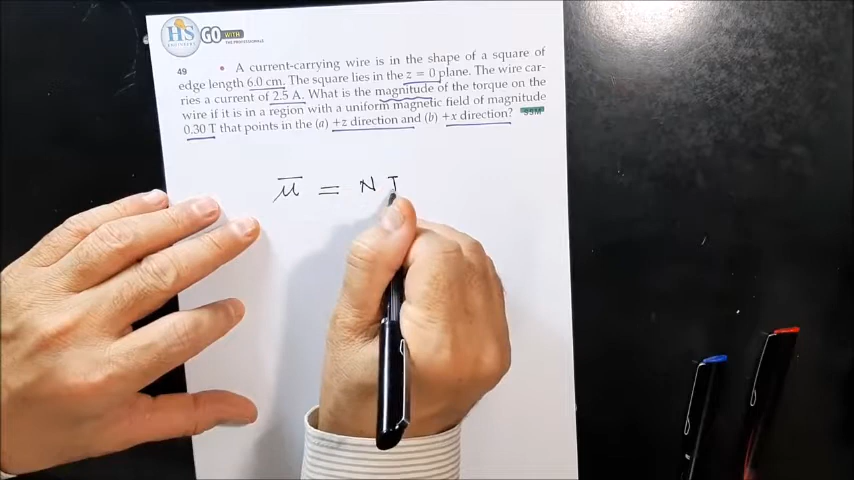 HS
ENGINEERING
GO WITH
THE PROFESSIONAL
49 • A current-carrying wire is in the shape of a square of
edge length 6.0 cm. The square lies in the z = 0 plane. The wire car-
ries a current of 2.5 A. What is the magnitude of the torque on the
wire if it is in a region with a uniform magnetic field of magnitude
0.30 T that points in the (a) +z direction and (b) +x direction? SSM
μ = N I